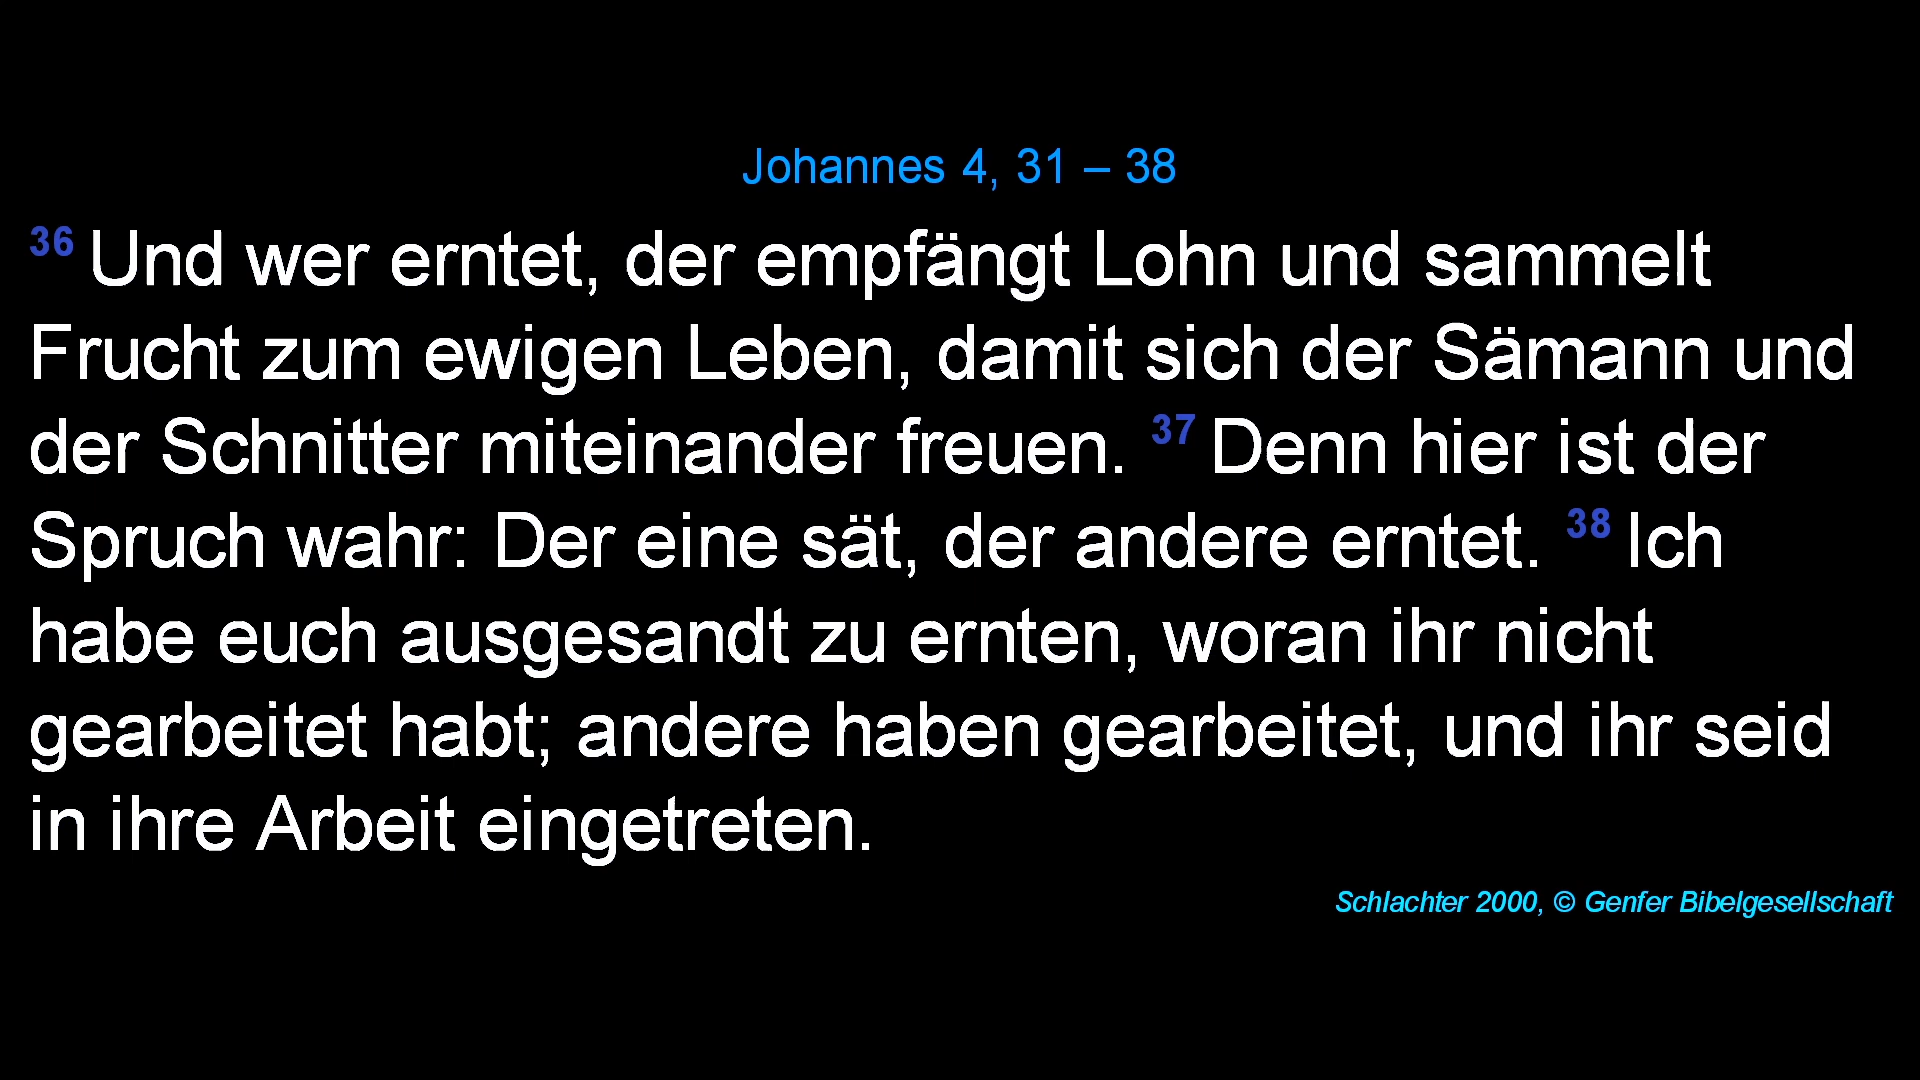 Johannes 4, 31 – 38
36 Und wer erntet, der empfängt Lohn und sammelt
Frucht zum ewigen Leben, damit sich der Sämann und
der Schnitter miteinander freuen. 37 Denn hier ist der
Spruch wahr: Der eine sät, der andere erntet. 38 Ich
habe euch ausgesandt zu ernten, woran ihr nicht
gearbeitet habt; andere haben gearbeitet, und ihr seid
in ihre Arbeit eingetreten.
Schlachter 2000, © Genfer Bibelgesellschaft